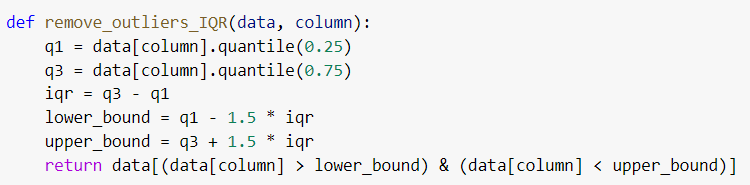 def remove_outliers_IQR(data, column):
    q1 = data[column].quantile(0.25)
    q3 = data[column].quantile(0.75)
    iqr = q3 - q1
    lower_bound = q1 - 1.5 * iqr
    upper_bound = q3 + 1.5 * iqr
    return data[(data[column] > lower_bound) & (data[column] < upper_bound)]